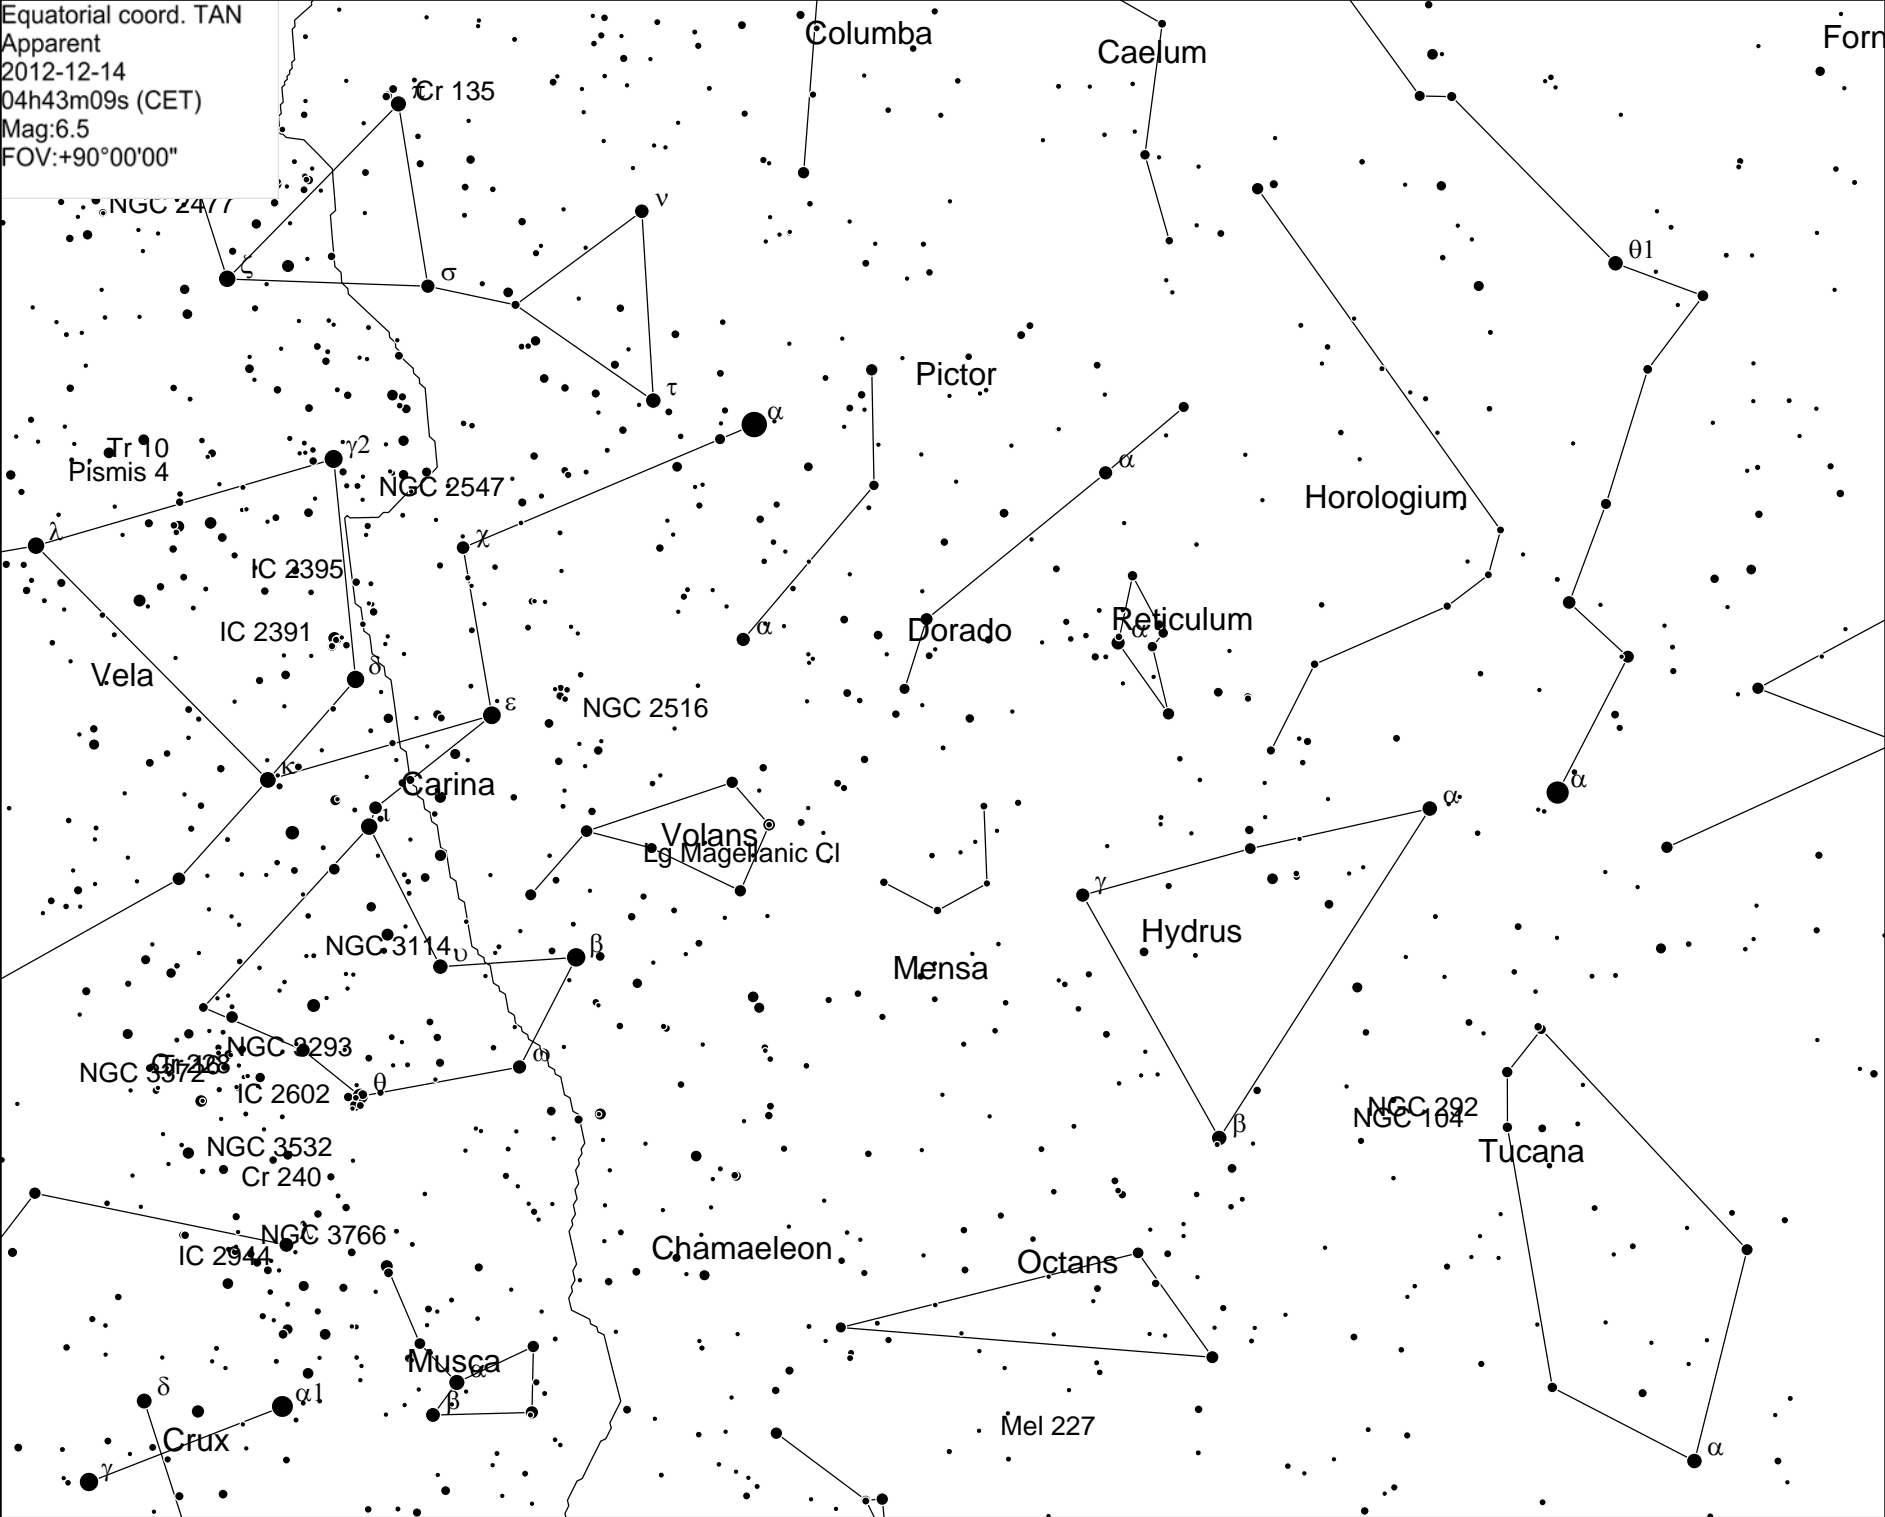 Equatorial coord. TAN
Apparent
2012-12-14
04h43m09s (CET)
Mag:6.5
FOV:+90°00'00"
Columba
Caelum
Forn
π
Cr 135
NGC 2477
ν
ζ
σ
θ1
τ
Pictor
α
Tr 10
γ2
Pismis 4
α
NGC 2547
Horologium
λ
χ
IC 2395
IC 2391
α
Dorado
Reticulum
α
Vela
δ
ε
NGC 2516
κ
Carina
α
α
ι
Volans
Lg Magellanic Cl
γ
Hydrus
NGC 3114
υ
β
Mensa
NGC 3293
ω
Cr 228
Tr 16
NGC 3372
θ
IC 2602
NGC 292
NGC 104
β
NGC 3532
Tucana
Cr 240
λ
NGC 3766
IC 2944
Chamaeleon
Octans
Musca
α
δ
α1
β
Crux
Mel 227
α
γ